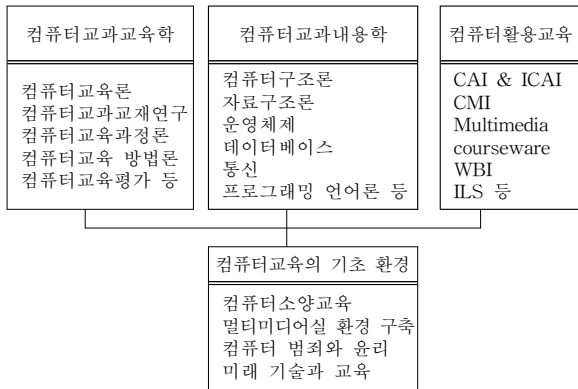 컴퓨터교과교육학
컴퓨터교육론
컴퓨터교과교재연구
컴퓨터교육과정론
컴퓨터교육 방법론
컴퓨터교육평가 등
컴퓨터교과내용학
컴퓨터구조론
자료구조론
운영체제
데이터베이스
통신
프로그래밍 언어론 등
컴퓨터활용교육
CAI & ICAI
CMI
Multimedia
courseware
WBI
ILS 등
컴퓨터교육의 기초 환경
컴퓨터소양교육
멀티미디어실 환경 구축
컴퓨터 범죄와 윤리
미래 기술과 교육